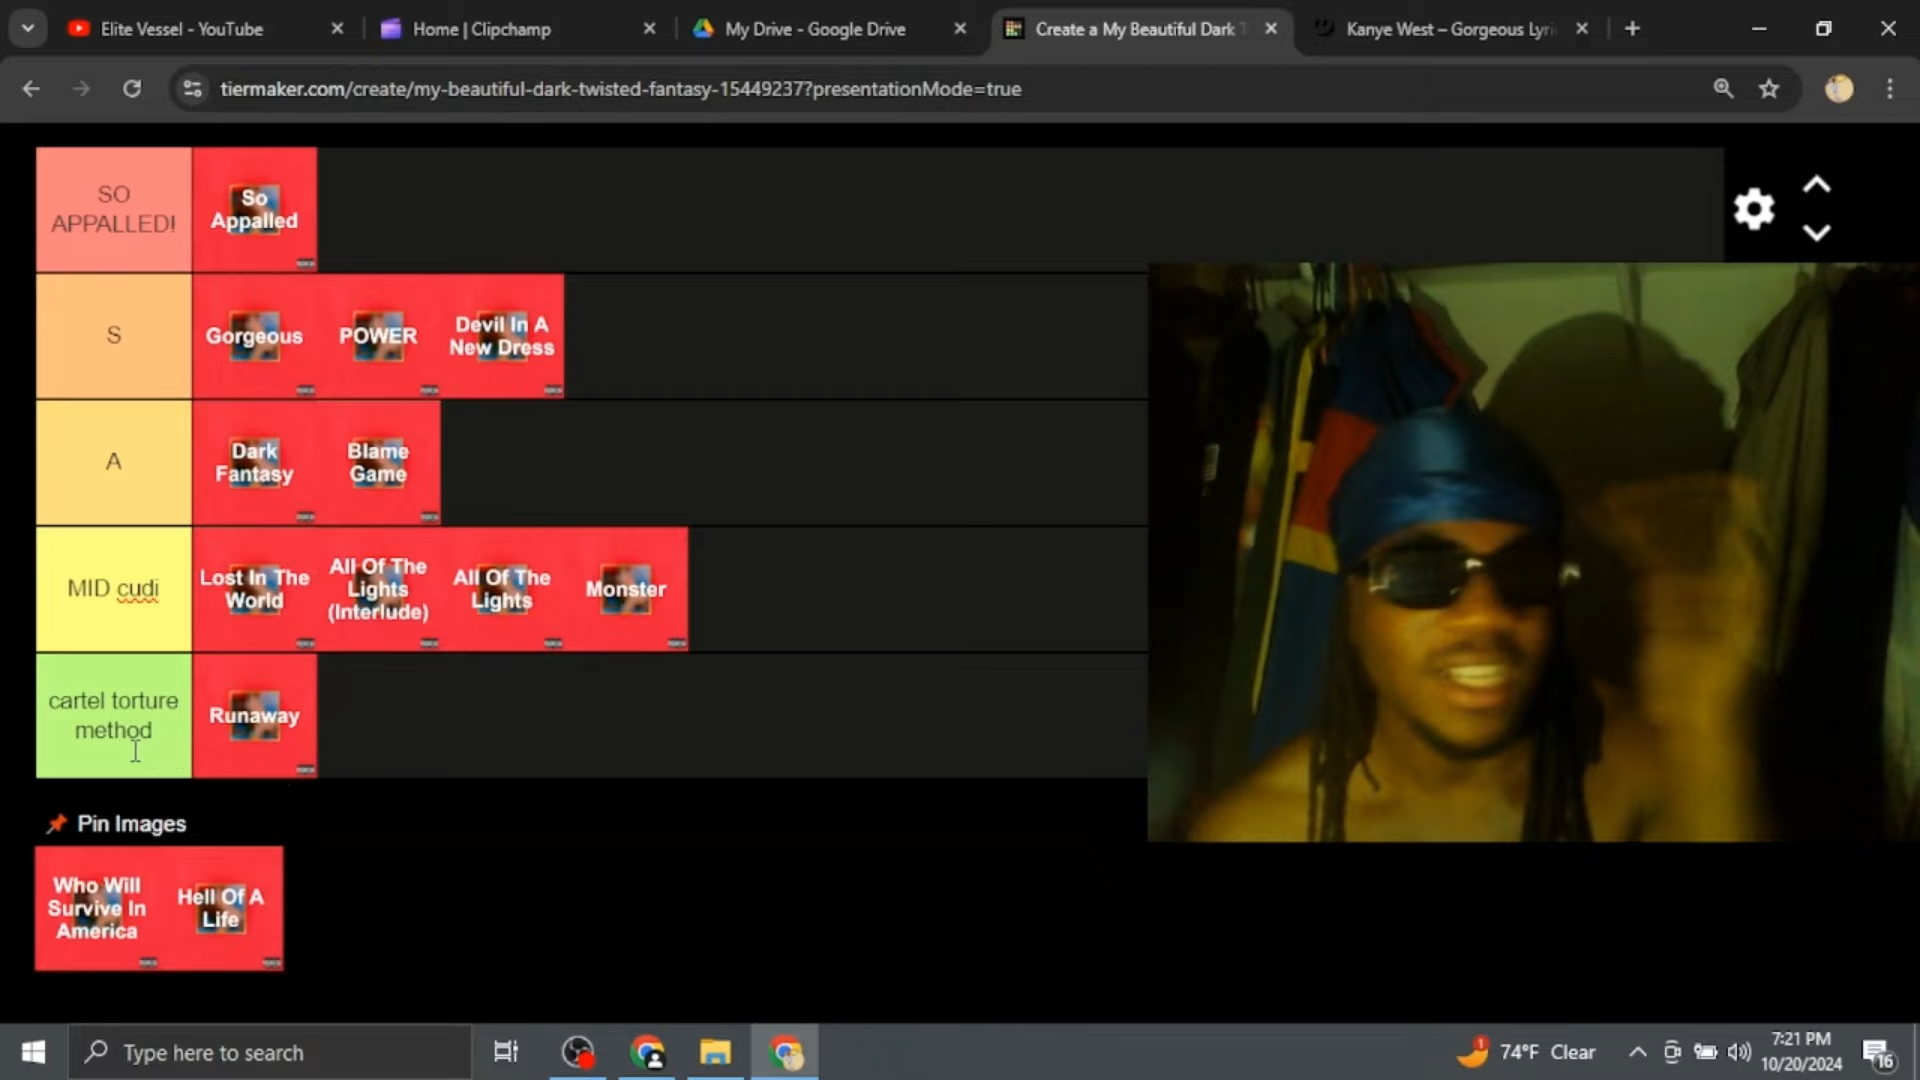 Elite Vessel - YouTube
Home | Clipchamp
My Drive - Google Drive
Create a My Beautiful Dark T
Kanye West – Gorgeous Lyri
tiermaker.com/create/my-beautiful-dark-twisted-fantasy-15449237?presentationMode=true
SO
APPALLED!
So
Appalled
S
Gorgeous
POWER
Devil In A
New Dress
A
Dark
Fantasy
Blame
Game
MID cudi
Lost In The
World
All Of The
Lights
(Interlude)
All Of The
Lights
Monster
cartel torture
method
Runaway
Pin Images
Who Will
Survive In
America
Hell Of A
Life
Type here to search
1
74°F Clear
7:21 PM
10/20/2024
16